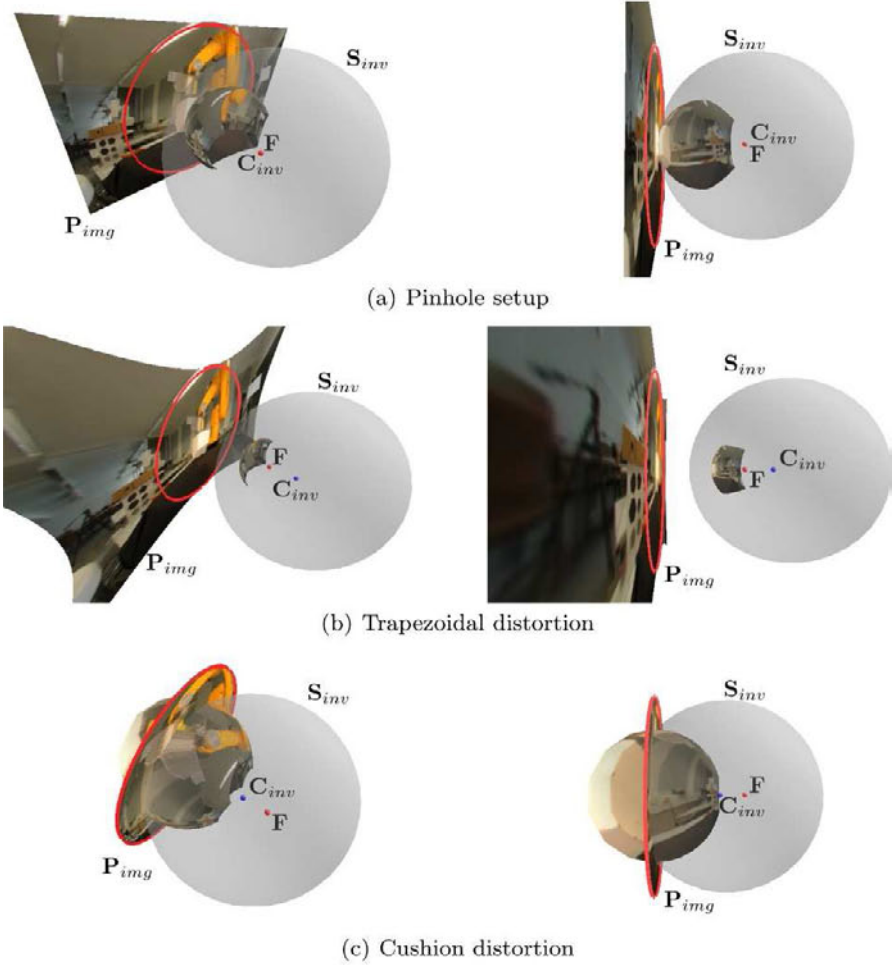 S_inv
F
C_inv
P_img
S_inv
C_inv
F
P_img
(a) Pinhole setup
S_inv
F
C_inv
P_img
S_inv
C_inv
F
P_img
(b) Trapezoidal distortion
S_inv
C_inv
F
P_img
S_inv
F
C_inv
P_img
(c) Cushion distortion